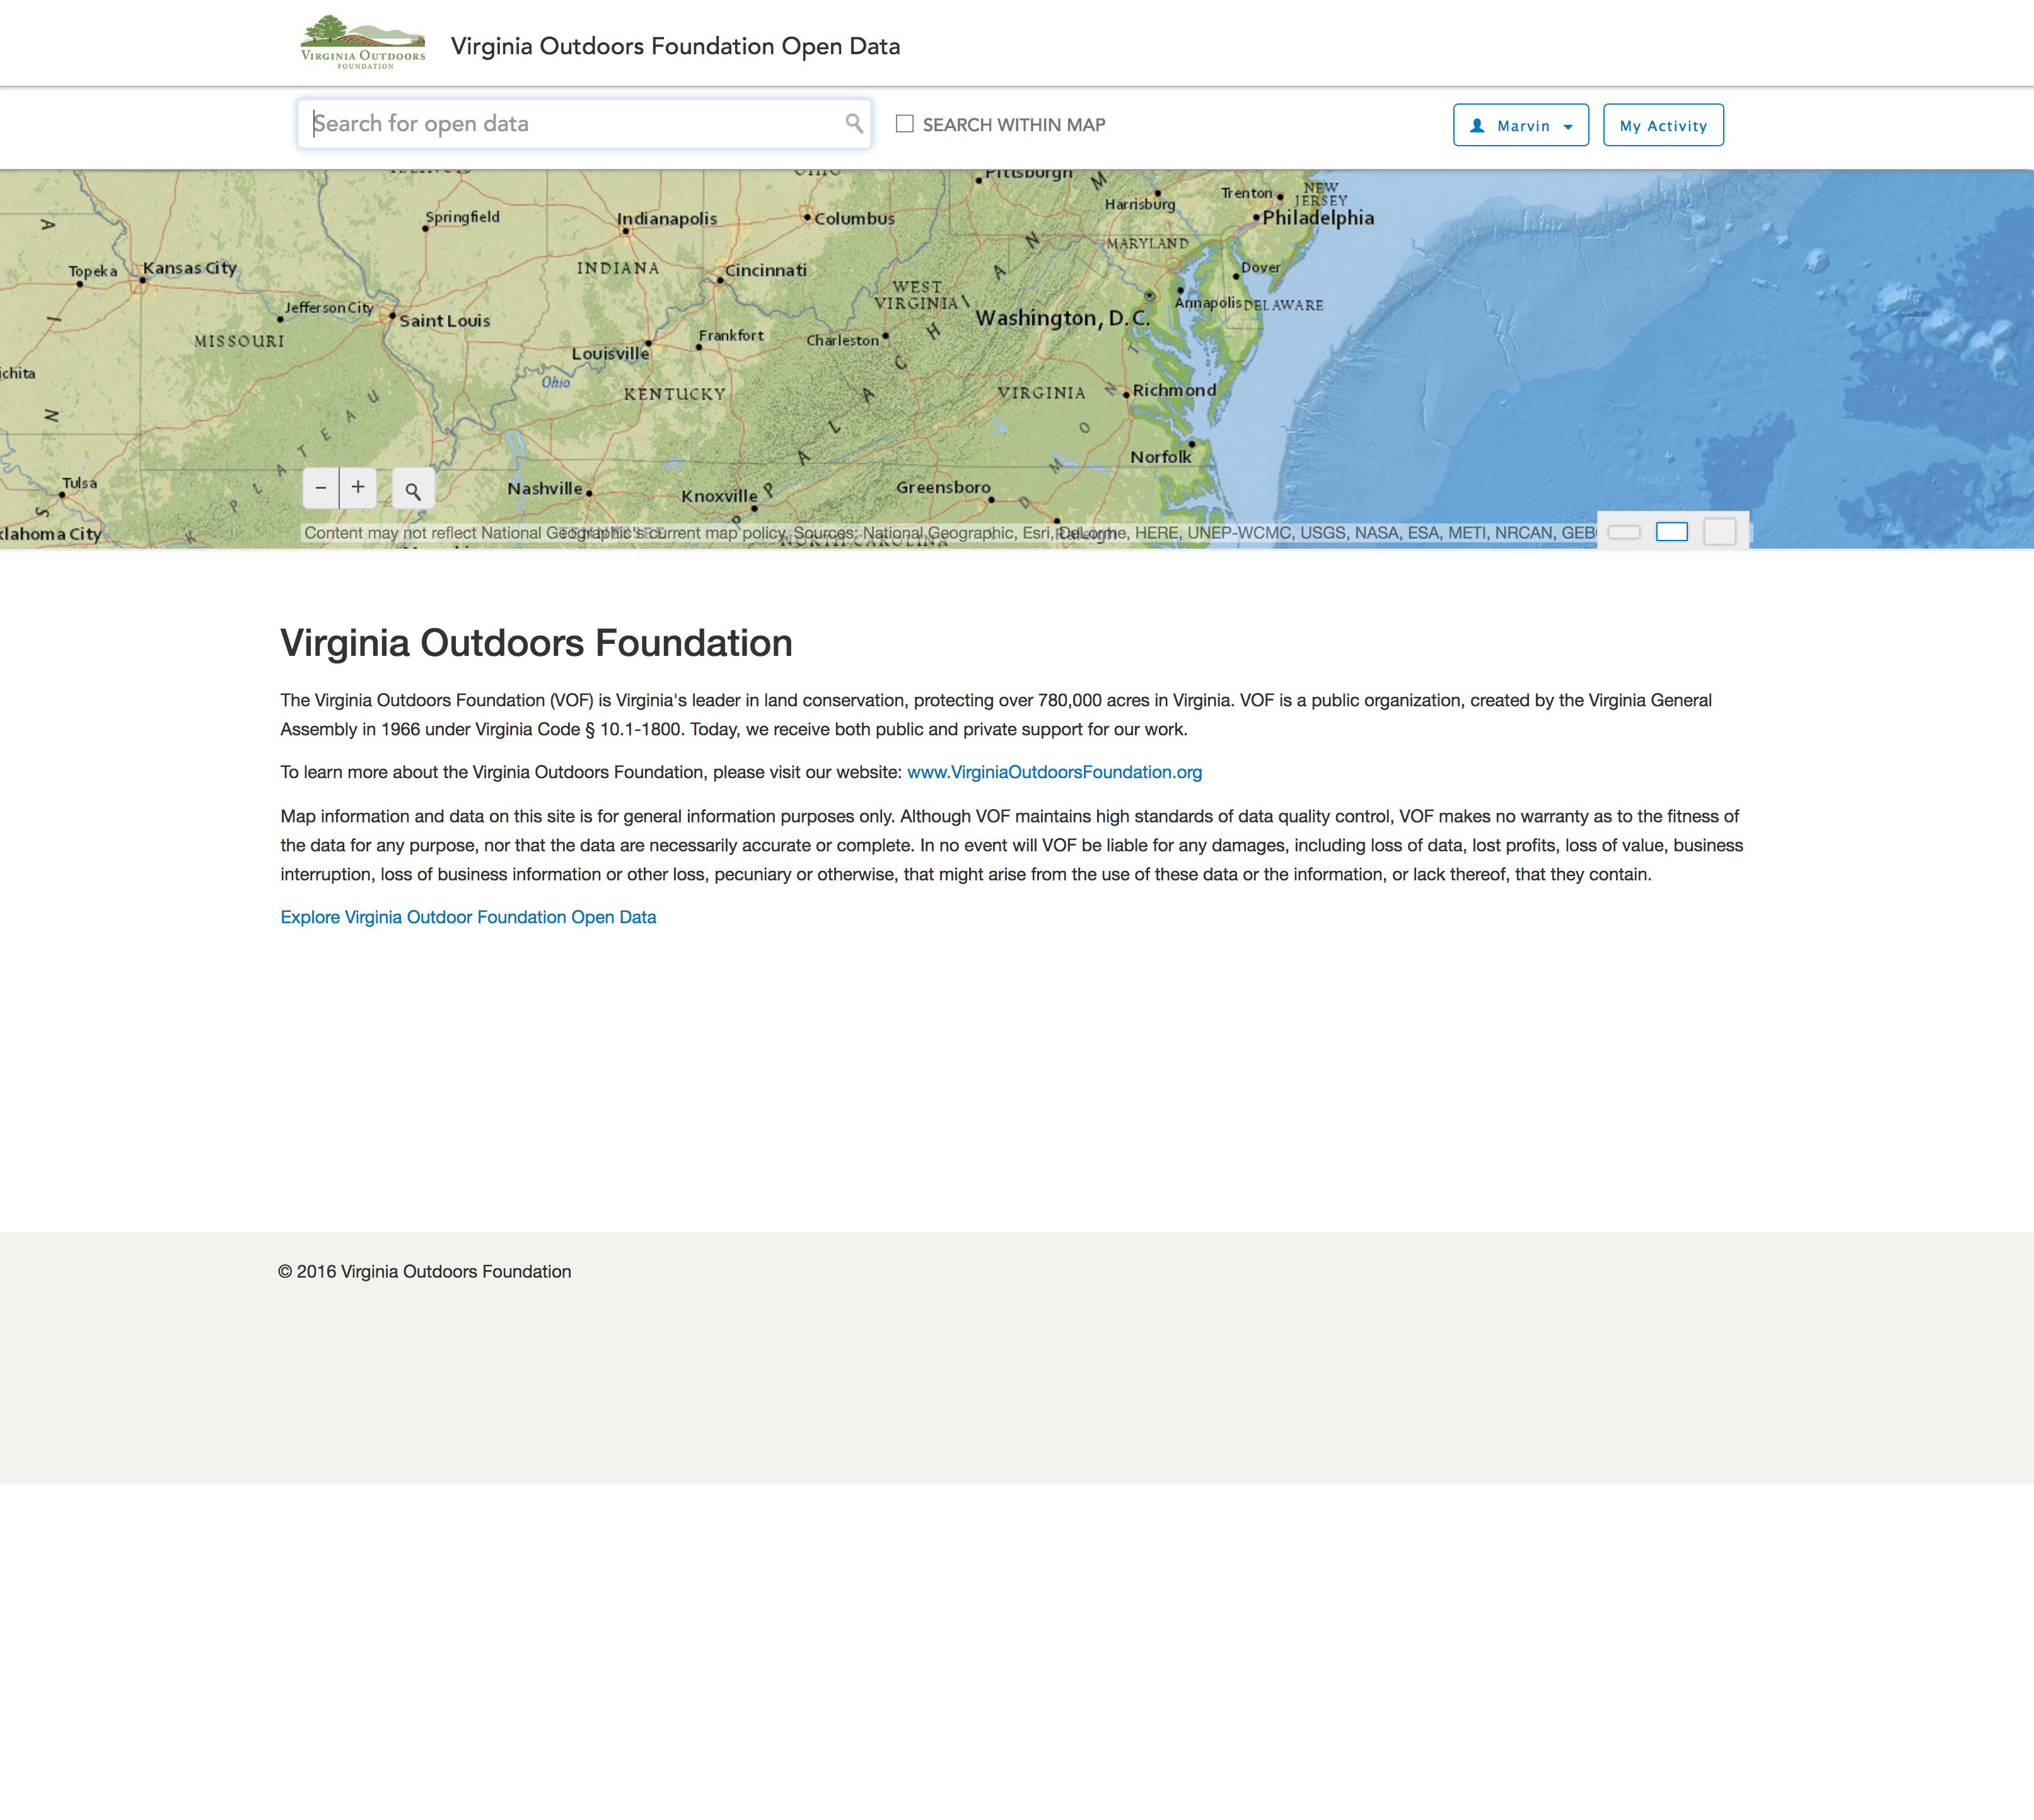 VIRGINIA OUTDOORS
FOUNDATION
Virginia Outdoors Foundation Open Data
Search for open data
SEARCH WITHIN MAP
Marvin
My Activity
Pittsburgh
Harrisburg
Trenton
NEW
JERSEY
Springfield
Indianapolis
Columbus
Philadelphia
MARYLAND
Topeka
Kansas City
INDIANA
Cincinnati
Dover
WEST
VIRGINIA
Annapolis
DELAWARE
Jefferson City
Saint Louis
Washington, D.C.
MISSOURI
Frankfort
Charleston
Louisville
ichita
Ohio
KENTUCKY
VIRGINIA
Richmond
PLATEAU
Norfolk
Tulsa
Nashville
Knoxville
Greensboro
klahoma City
Content may not reflect National Geographic's current map policy. Sources: National Geographic, Esri, DeLorme, HERE, UNEP-WCMC, USGS, NASA, ESA, METI, NRCAN, GEB
Virginia Outdoors Foundation
The Virginia Outdoors Foundation (VOF) is Virginia's leader in land conservation, protecting over 780,000 acres in Virginia. VOF is a public organization, created by the Virginia General
Assembly in 1966 under Virginia Code § 10.1-1800. Today, we receive both public and private support for our work.
To learn more about the Virginia Outdoors Foundation, please visit our website: www.VirginiaOutdoorsFoundation.org
Map information and data on this site is for general information purposes only. Although VOF maintains high standards of data quality control, VOF makes no warranty as to the fitness of
the data for any purpose, nor that the data are necessarily accurate or complete. In no event will VOF be liable for any damages, including loss of data, lost profits, loss of value, business
interruption, loss of business information or other loss, pecuniary or otherwise, that might arise from the use of these data or the information, or lack thereof, that they contain.
Explore Virginia Outdoor Foundation Open Data
© 2016 Virginia Outdoors Foundation